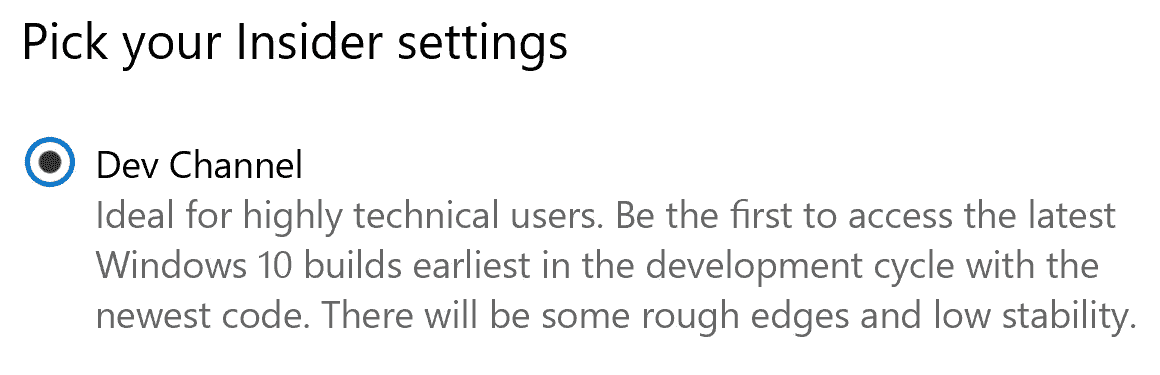 Pick your Insider settings
Dev Channel
Ideal for highly technical users. Be the first to access the latest
Windows 10 builds earliest in the development cycle with the
newest code. There will be some rough edges and low stability.